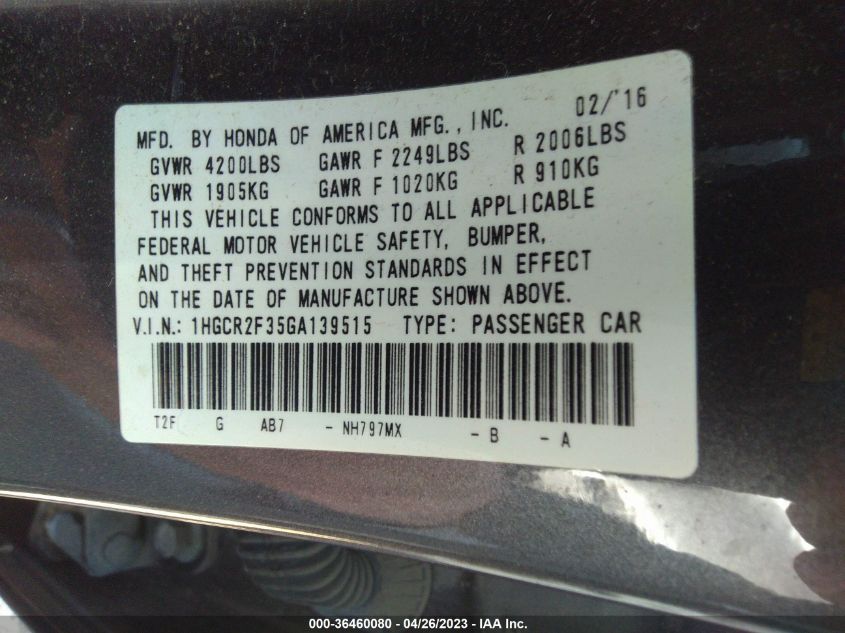 MFD. BY HONDA OF AMERICA MFG., INC. 02/'16
GVWR 4200LBS GAWR F 2249LBS R 2006LBS
GVWR 1905KG GAWR F 1020KG R 910KG
THIS VEHICLE CONFORMS TO ALL APPLICABLE
FEDERAL MOTOR VEHICLE SAFETY, BUMPER,
AND THEFT PREVENTION STANDARDS IN EFFECT
ON THE DATE OF MANUFACTURE SHOWN ABOVE.
V.I.N.: 1HGCR2F35GA139515 TYPE: PASSENGER CAR
T2F G AB7 - NH797MX - B - A
000-36460080 - 04/26/2023 - IAAI.com.